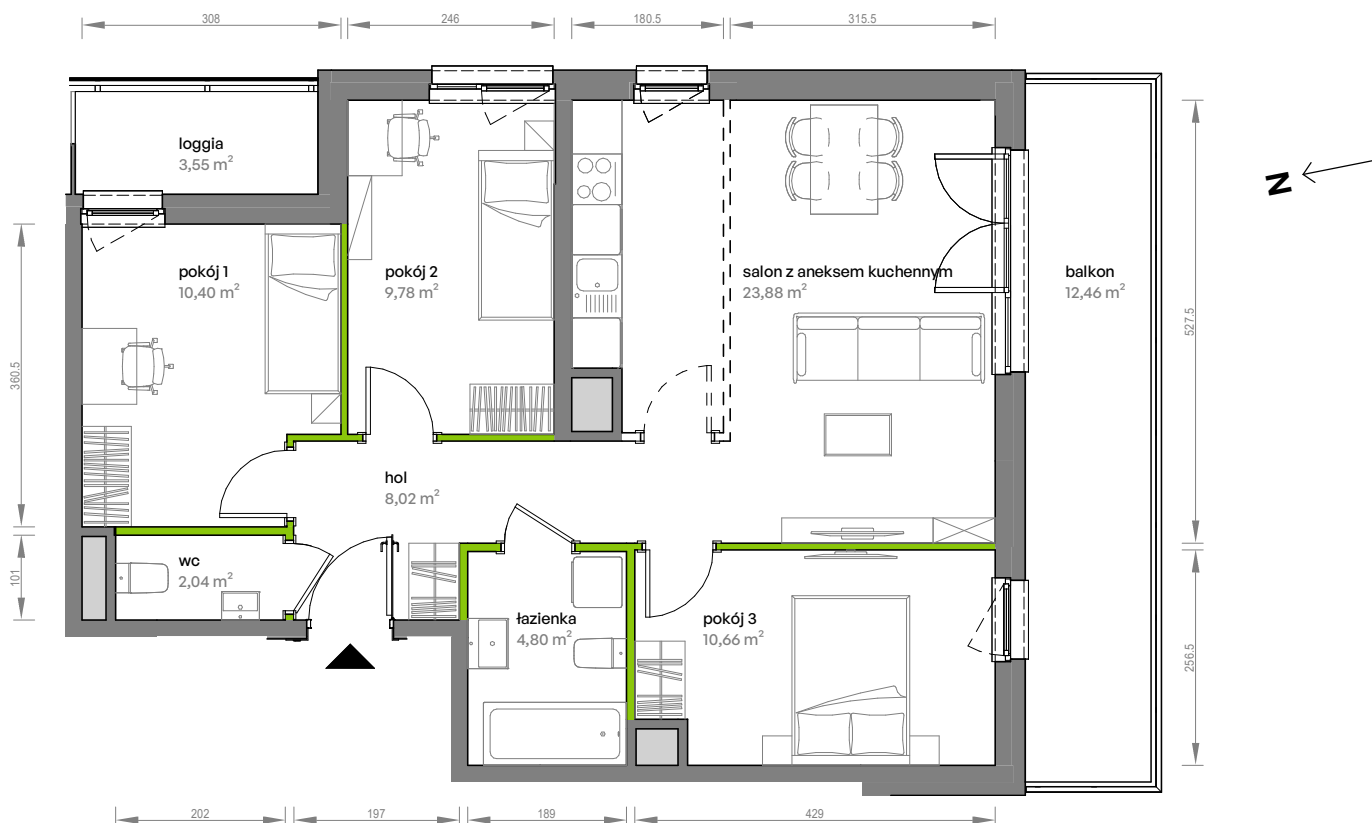 308
246
180.5
315.5
loggia
3,55 m²
N
pokój 1
10,40 m²
pokój 2
9,78 m²
salon z aneksem kuchennym
23,88 m²
balkon
12,46 m²
360.5
527.5
hol
8,02 m²
wc
2,04 m²
101
łazienka
4,80 m²
pokój 3
10,66 m²
256.5
202
197
189
429